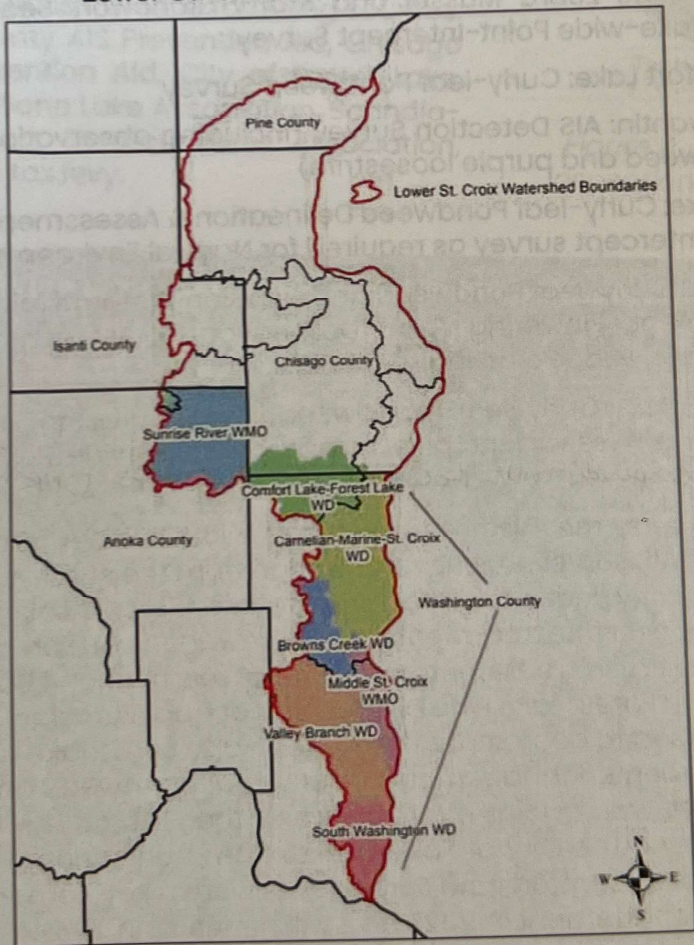 Pine County
Lower St. Croix Watershed Boundaries
Isanti County
Chisago County
Sunrise River WMO
Comfort Lake-Forest Lake
WD
Anoka County
Carnelian-Marine-St. Croix
WD
Washington County
Browns Creek WD
Middle St. Croix
WMO
Valley Branch WD
South Washington WD
N
W E
S